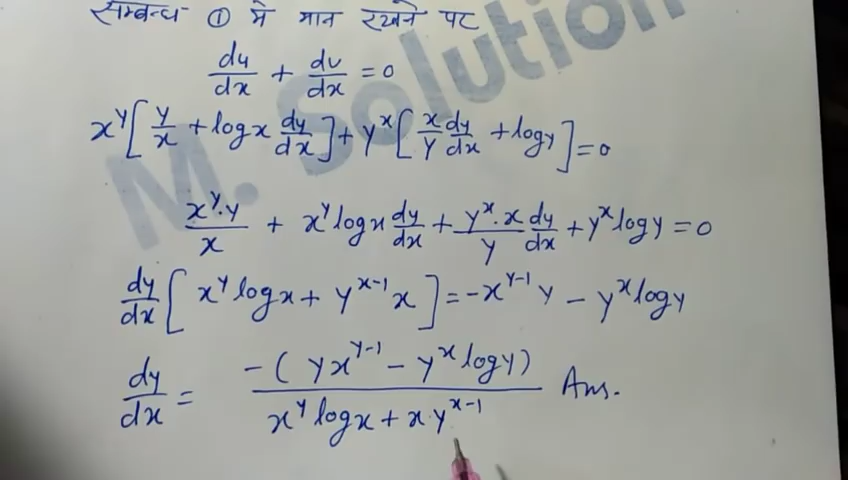 सम्बन्ध ① मे मान रखने पर
du/dx + dv/dx = 0
x^y [ y/x + log x dy/dx ] + y^x [ x/y dy/dx + log y ] = 0
x^y . y / x + x^y log x dy/dx + y^x . x / y dy/dx + y^x log y = 0
dy/dx [ x^y log x + y^(x-1) x ] = -x^(y-1) y - y^x log y
dy/dx = -( y x^(y-1) - y^x log y ) / x^y log x + x y^(x-1) Ans.
M. Solution